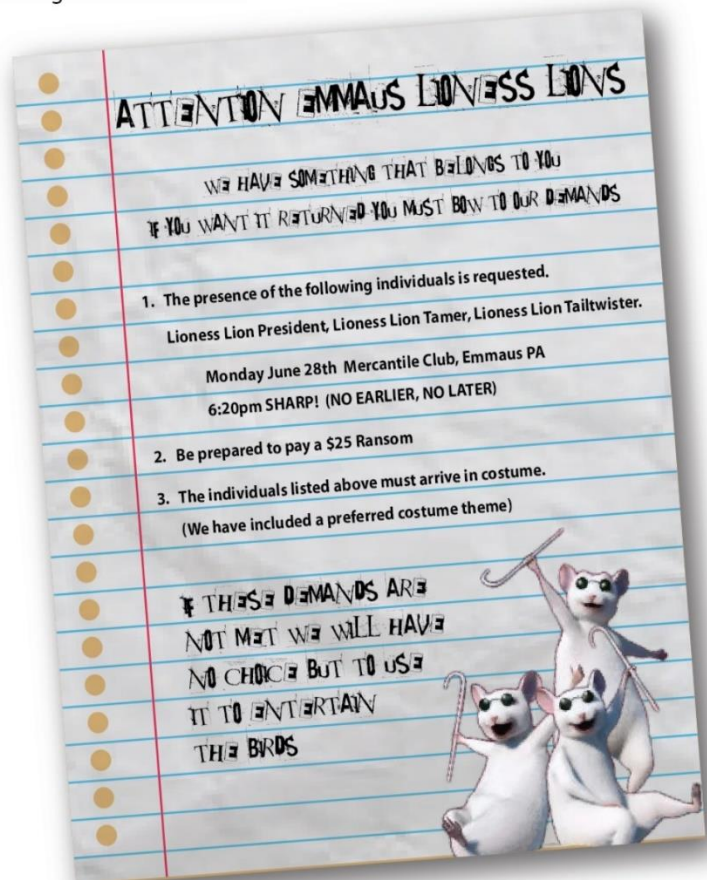 ATTENTION EMMAUS LIONESS LIONS
WE HAVE SOMETHING THAT BELONGS TO YOU
IF YOU WANT IT RETURNED YOU MUST BOW TO OUR DEMANDS
1. The presence of the following individuals is requested.
Lioness Lion President, Lioness Lion Tamer, Lioness Lion Tailtwister.
Monday June 28th Mercantile Club, Emmaus PA
6:20pm SHARP! (NO EARLIER, NO LATER)
2. Be prepared to pay a $25 Ransom
3. The individuals listed above must arrive in costume.
(We have included a preferred costume theme)
IF THESE DEMANDS ARE
NOT MET WE WILL HAVE
NO CHOICE BUT TO USE
IT TO ENTERTAIN
THE BIRDS